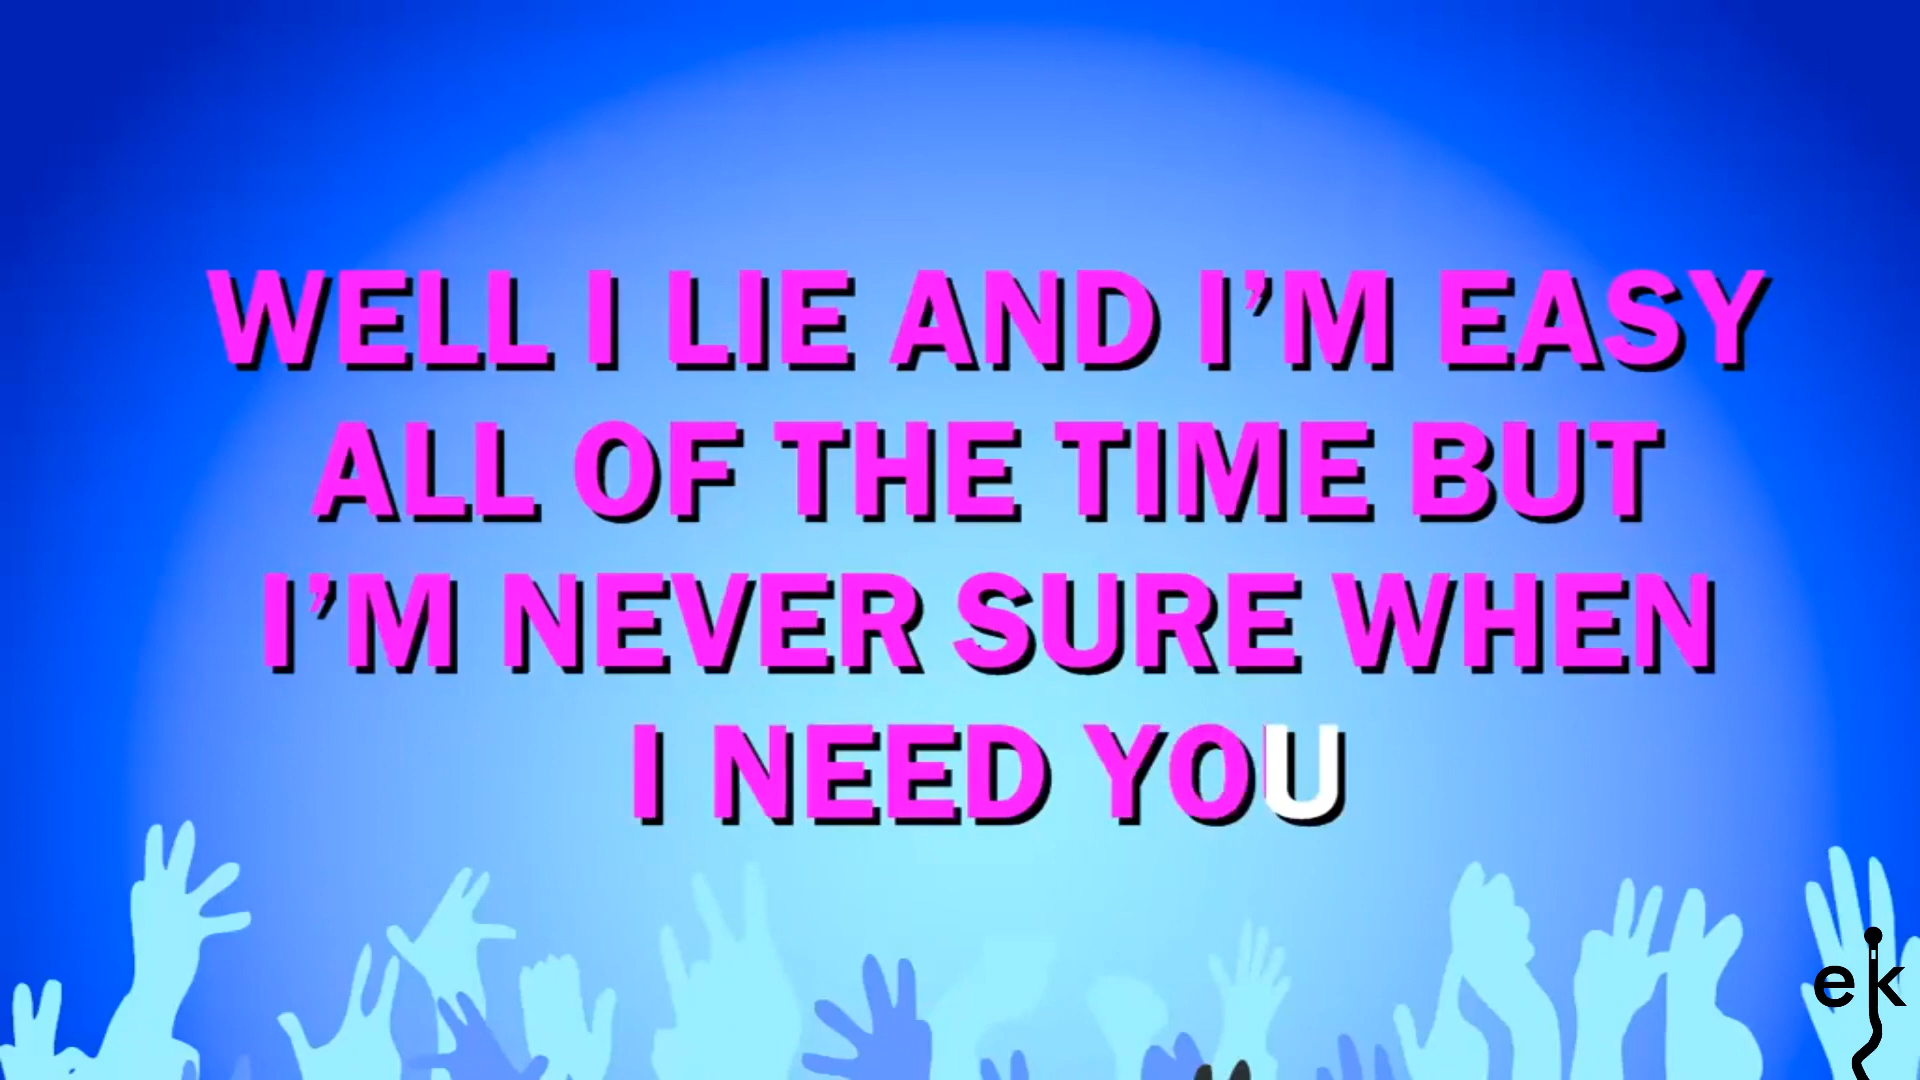 WELL I LIE AND I’M EASY
ALL OF THE TIME BUT
I’M NEVER SURE WHEN
I NEED YOU
ek